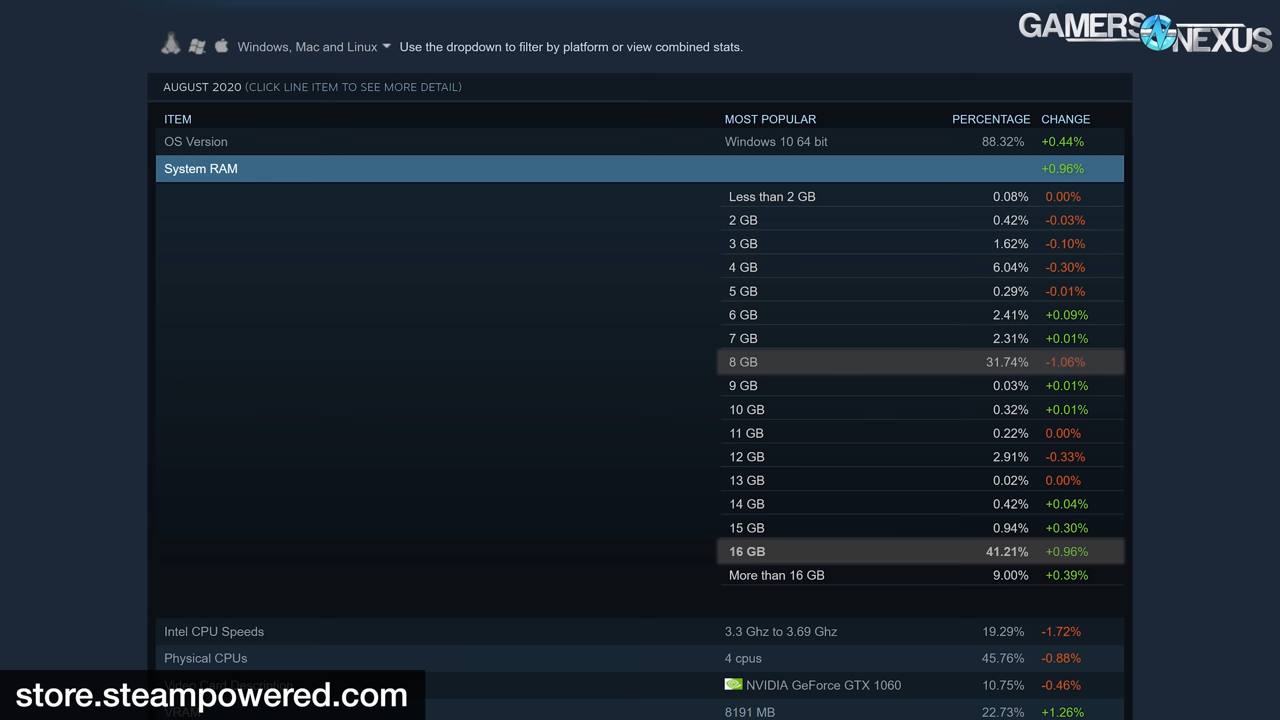 GAMERS NEXUS
Windows, Mac and Linux Use the dropdown to filter by platform or view combined stats.
AUGUST 2020 (CLICK LINE ITEM TO SEE MORE DETAIL)
ITEM MOST POPULAR PERCENTAGE CHANGE
OS Version Windows 10 64 bit 88.32% +0.44%
System RAM +0.96%
Less than 2 GB 0.08% 0.00%
2 GB 0.42% -0.03%
3 GB 1.62% -0.10%
4 GB 6.04% -0.30%
5 GB 0.29% -0.01%
6 GB 2.41% +0.09%
7 GB 2.31% +0.01%
8 GB 31.74% -1.06%
9 GB 0.03% +0.01%
10 GB 0.32% +0.01%
11 GB 0.22% 0.00%
12 GB 2.91% -0.33%
13 GB 0.02% 0.00%
14 GB 0.42% +0.04%
15 GB 0.94% +0.30%
16 GB 41.21% +0.96%
More than 16 GB 9.00% +0.39%
Intel CPU Speeds 3.3 Ghz to 3.69 Ghz 19.29% -1.72%
Physical CPUs 4 cpus 45.76% -0.88%
Video Card Description NVIDIA GeForce GTX 1060 10.75% -0.46%
VRAM 8191 MB 22.73% +1.26%
store.steampowered.com